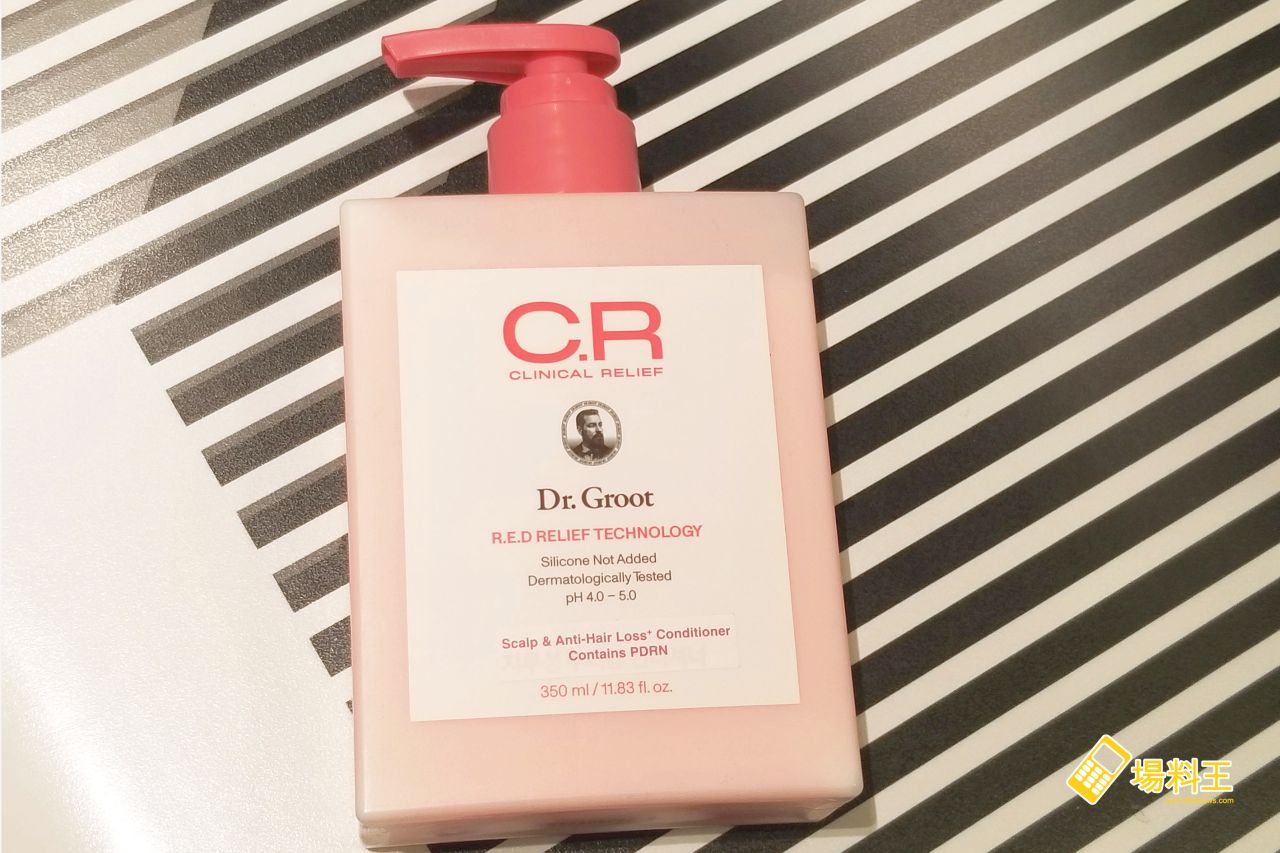 C.R
CLINICAL RELIEF
Dr. Groot
R.E.D RELIEF TECHNOLOGY
Silicone Not Added
Dermatologically Tested
pH 4.0 – 5.0
Scalp & Anti-Hair Loss⁺ Conditioner
Contains PDRN
350 ml / 11.83 fl. oz.
場料王